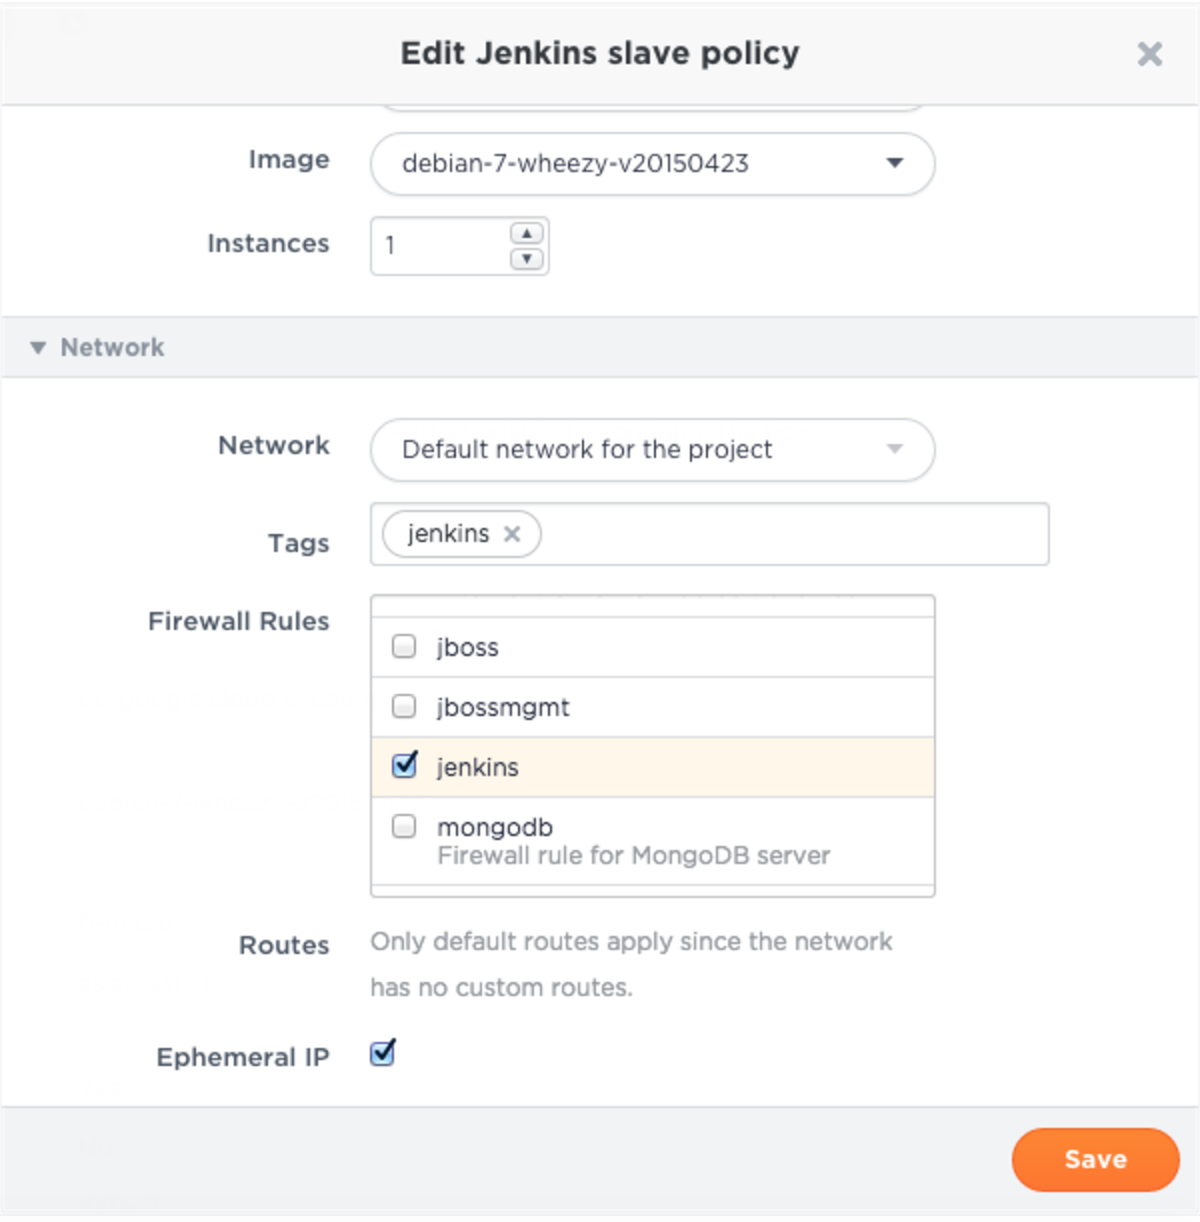 Edit Jenkins slave policy
Image
debian-7-wheezy-v20150423
Instances
1
Network
Network
Default network for the project
Tags
jenkins
Firewall Rules
jboss
jbossmgmt
jenkins
mongodb
Firewall rule for MongoDB server
Routes
Only default routes apply since the network
has no custom routes.
Ephemeral IP
Save